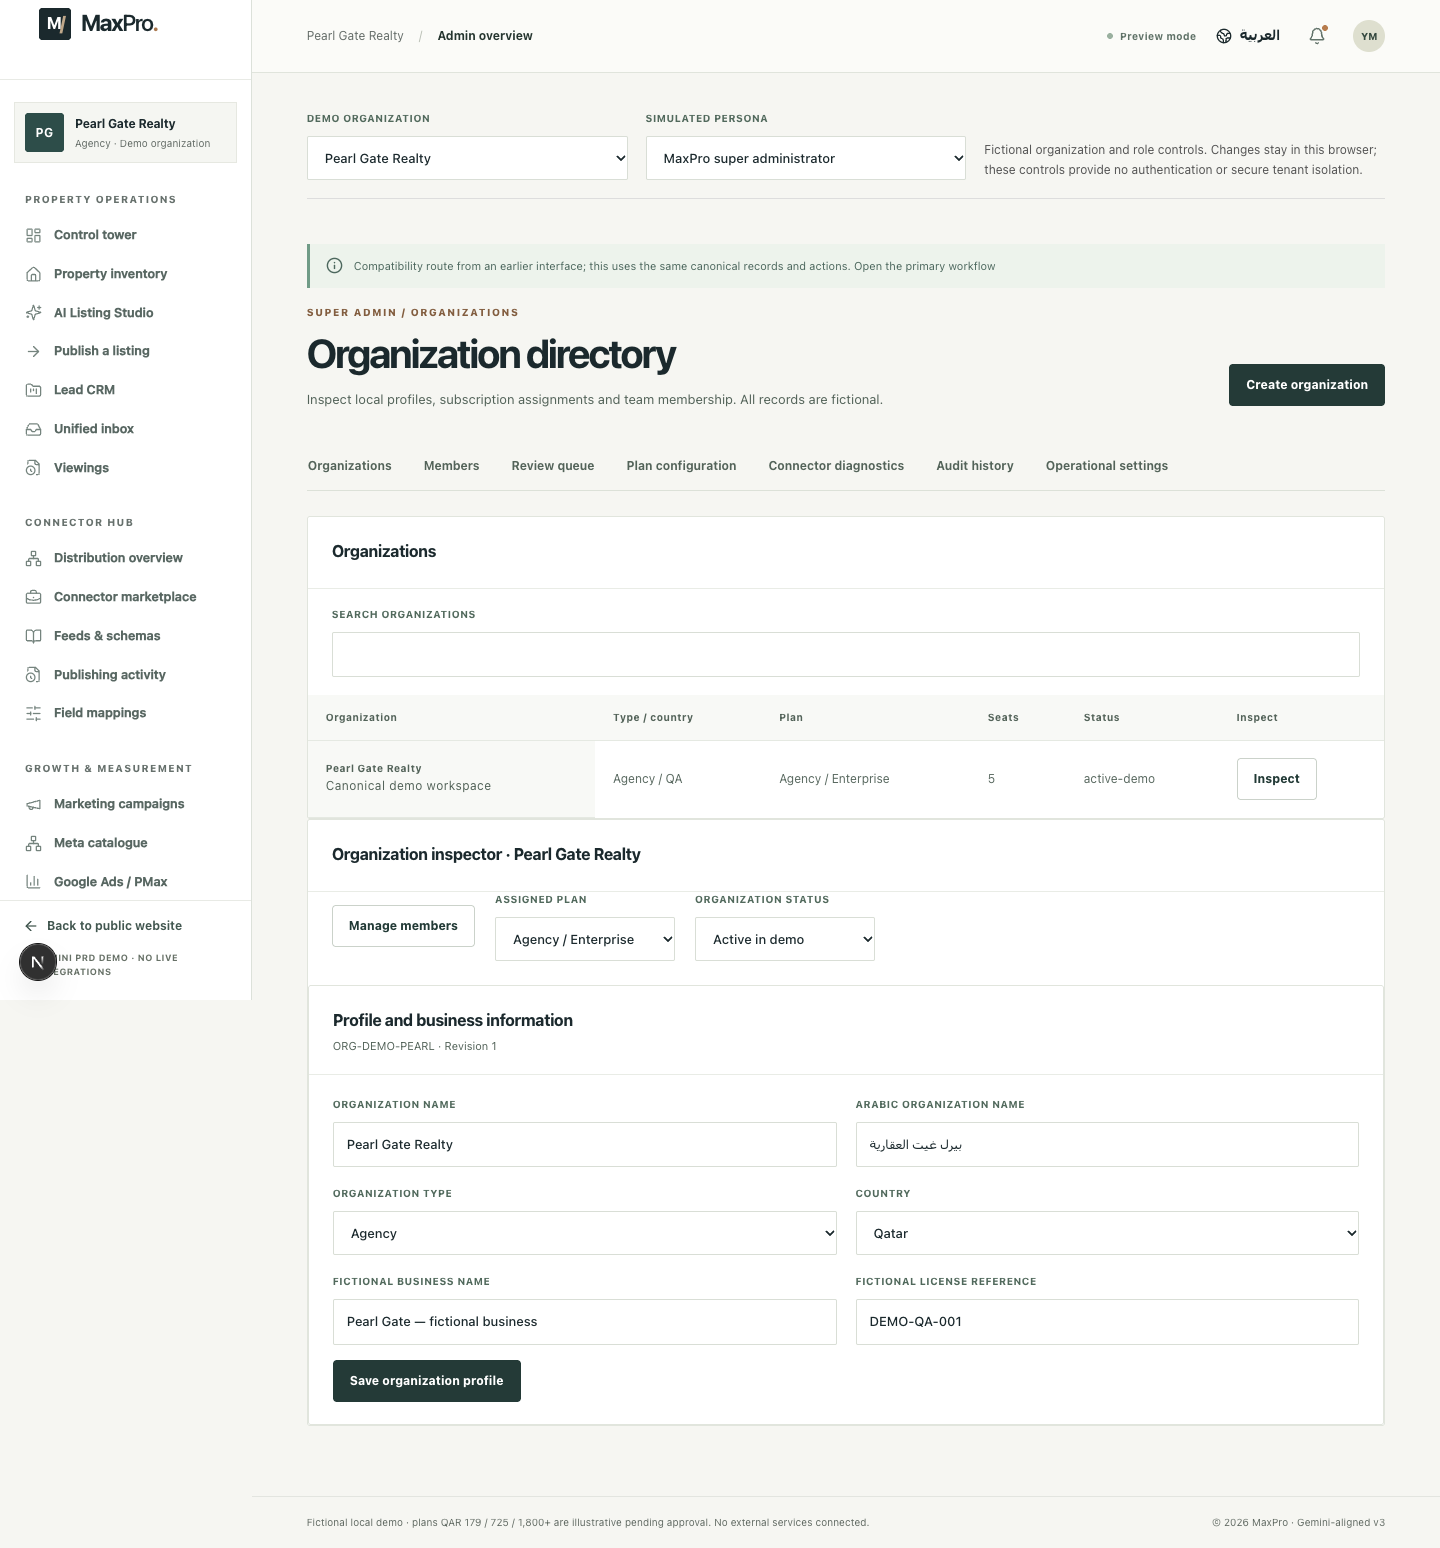 M/ MaxPro.
Pearl Gate Realty / Admin overview
Preview mode
العربية
YM
PG
Pearl Gate Realty
Agency · Demo organization
PROPERTY OPERATIONS
Control tower
Property inventory
AI Listing Studio
Publish a listing
Lead CRM
Unified inbox
Viewings
CONNECTOR HUB
Distribution overview
Connector marketplace
Feeds & schemas
Publishing activity
Field mappings
GROWTH & MEASUREMENT
Marketing campaigns
Meta catalogue
Google Ads / PMax
Back to public website
N
INI PRD DEMO · NO LIVE
EGRATIONS
DEMO ORGANIZATION
Pearl Gate Realty
SIMULATED PERSONA
MaxPro super administrator
Fictional organization and role controls. Changes stay in this browser;
these controls provide no authentication or secure tenant isolation.
Compatibility route from an earlier interface; this uses the same canonical records and actions. Open the primary workflow
SUPER ADMIN / ORGANIZATIONS
Organization directory
Inspect local profiles, subscription assignments and team membership. All records are fictional.
Create organization
Organizations Members Review queue Plan configuration Connector diagnostics Audit history Operational settings
Organizations
SEARCH ORGANIZATIONS
Organization Type / country Plan Seats Status Inspect
Pearl Gate Realty
Canonical demo workspace
Agency / QA Agency / Enterprise 5 active-demo Inspect
Organization inspector · Pearl Gate Realty
Manage members
ASSIGNED PLAN
Agency / Enterprise
ORGANIZATION STATUS
Active in demo
Profile and business information
ORG-DEMO-PEARL · Revision 1
ORGANIZATION NAME
Pearl Gate Realty
ARABIC ORGANIZATION NAME
بيرل غيت العقارية
ORGANIZATION TYPE
Agency
COUNTRY
Qatar
FICTIONAL BUSINESS NAME
Pearl Gate — fictional business
FICTIONAL LICENSE REFERENCE
DEMO-QA-001
Save organization profile
Fictional local demo · plans QAR 179 / 725 / 1,800+ are illustrative pending approval. No external services connected.
© 2026 MaxPro · Gemini-aligned v3